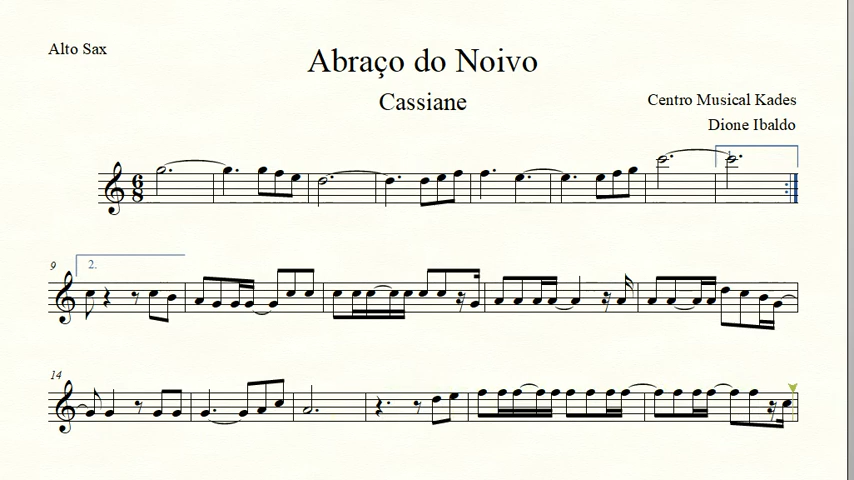 Alto Sax
Abraço do Noivo
Cassiane
Centro Musical Kades
Dione Ibaldo
6
8
9
2.
14